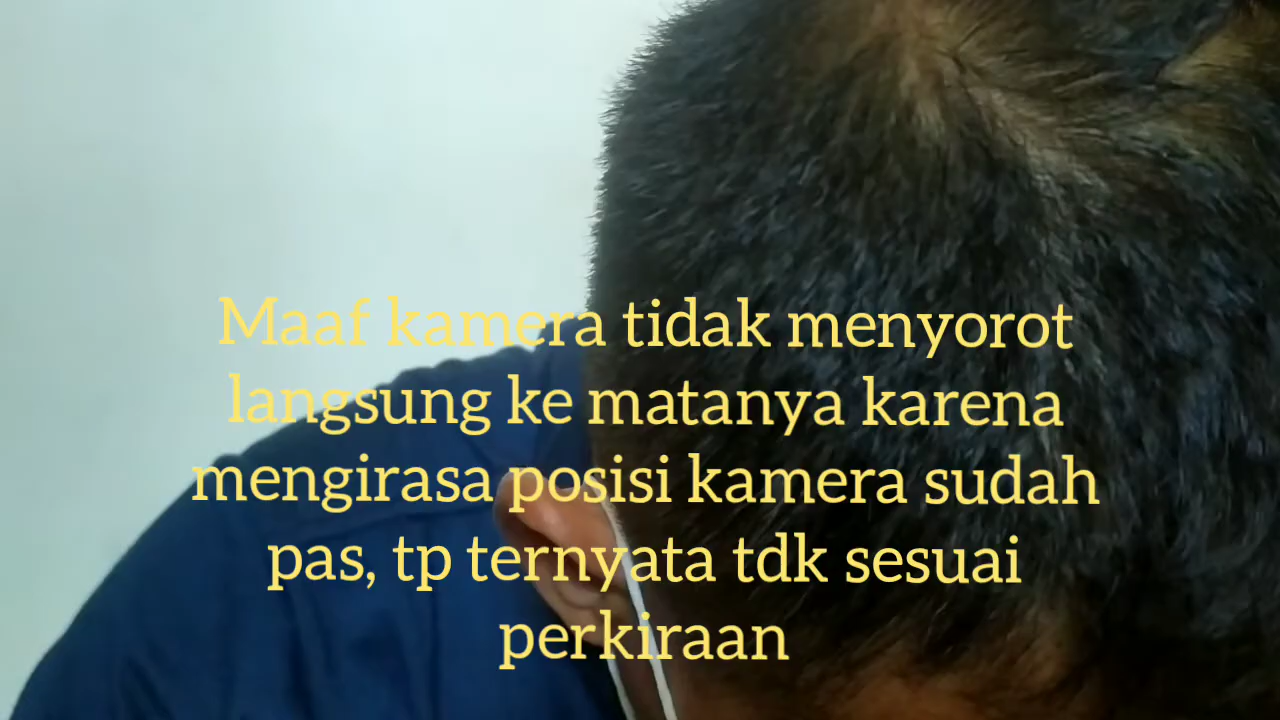 Maaf kamera tidak menyorot
langsung ke matanya karena
mengirasa posisi kamera sudah
pas, tp ternyata tdk sesuai
perkiraan